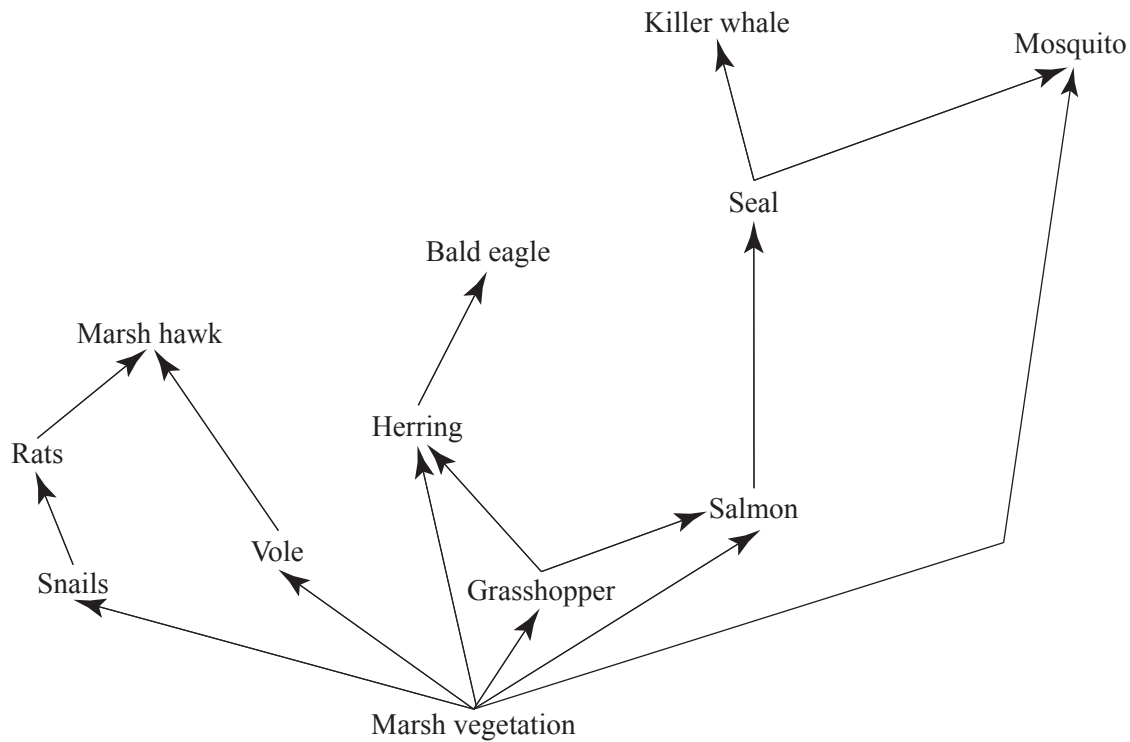 Killer whale
Mosquito
Seal
Bald eagle
Marsh hawk
Herring
Rats
Salmon
Vole
Snails
Grasshopper
Marsh vegetation